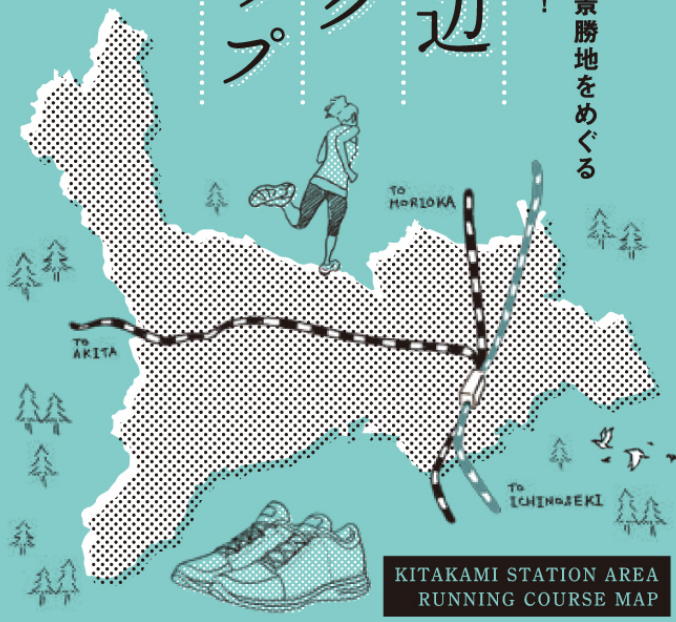 景勝地をめぐる
！
辺
プ
TO
MORIOKA
TO
AKITA
TO
ICHINOSEKI
KITAKAMI STATION AREA
RUNNING COURSE MAP